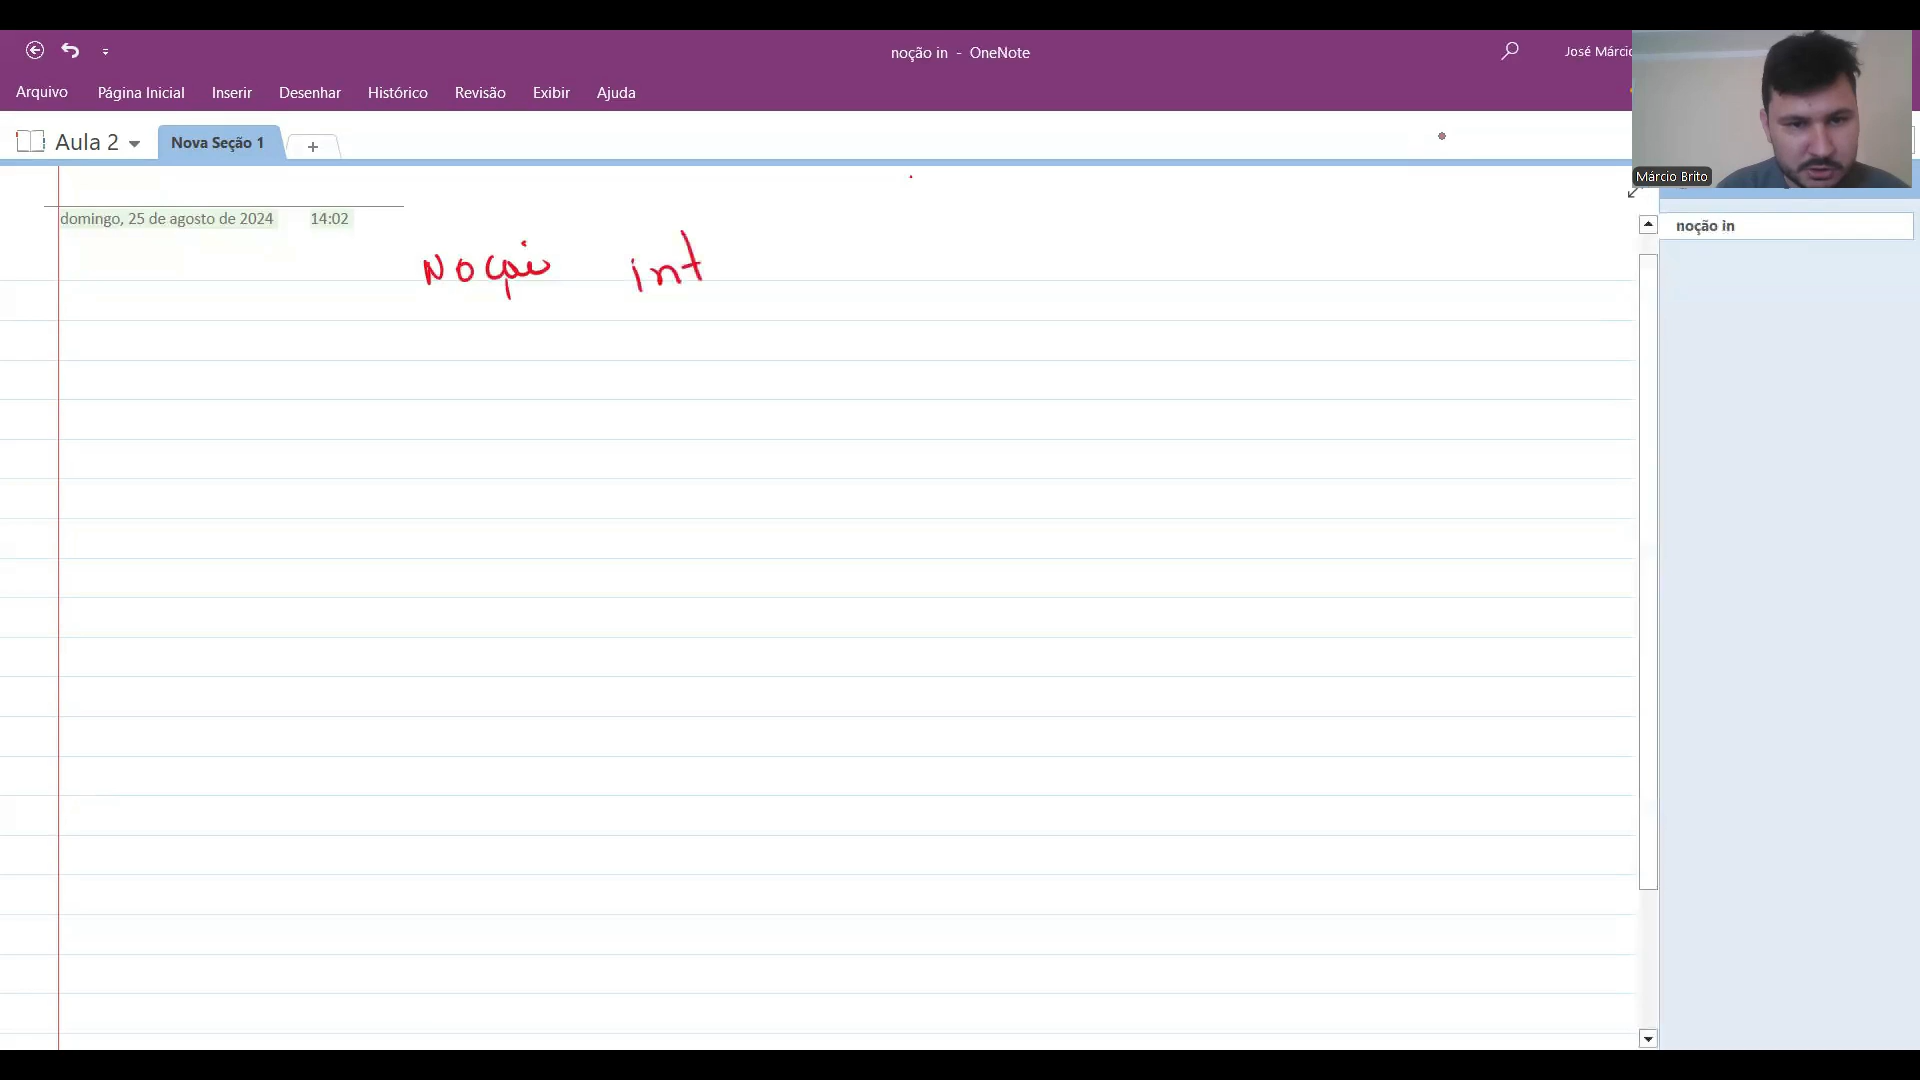 noção in - OneNote
José Márcio
Arquivo Página Inicial Inserir Desenhar Histórico Revisão Exibir Ajuda
Aula 2 Nova Seção 1 +
Márcio Brito
domingo, 25 de agosto de 2024 14:02
noção in
Noção int